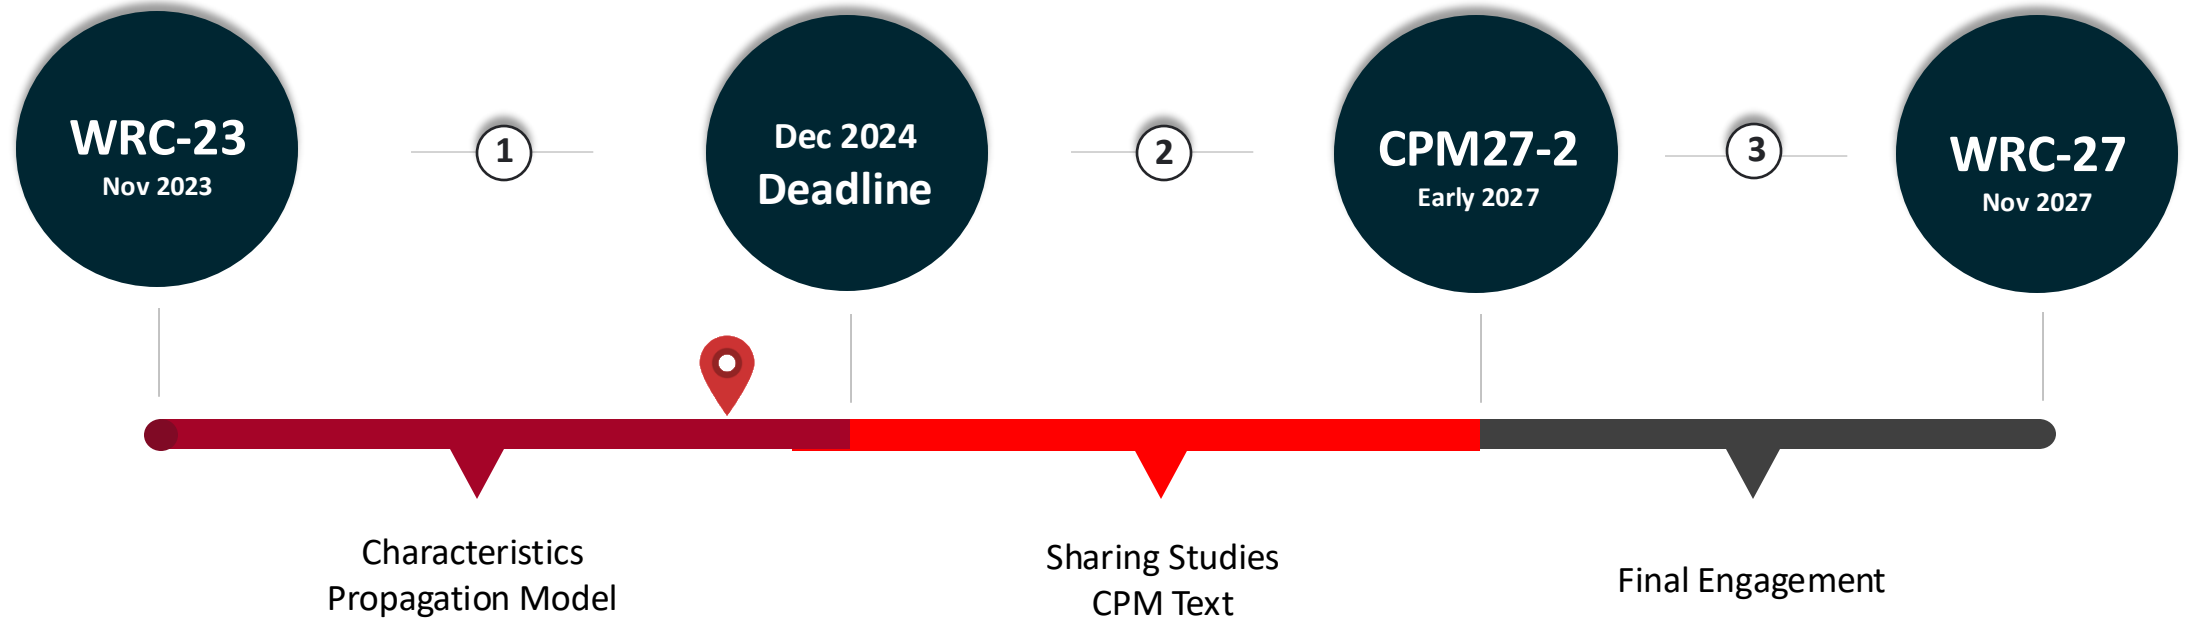 WRC-23
Nov 2023
1
Dec 2024
Deadline
2
CPM27-2
Early 2027
3
WRC-27
Nov 2027
Characteristics
Propagation Model
Sharing Studies
CPM Text
Final Engagement